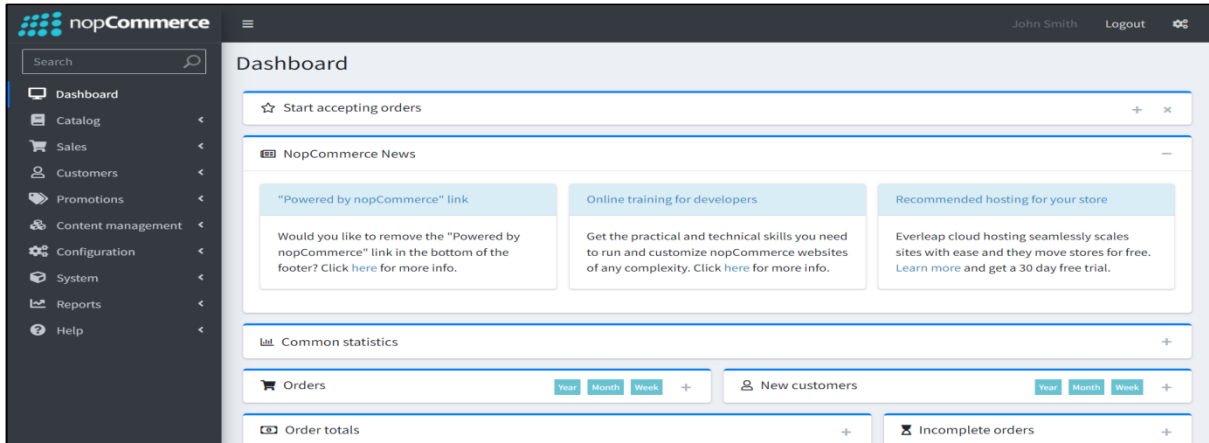 nopCommerce
John Smith Logout
Search
Dashboard
Catalog
Sales
Customers
Promotions
Content management
Configuration
System
Reports
Help
Dashboard
Start accepting orders
NopCommerce News
"Powered by nopCommerce" link
Would you like to remove the "Powered by
nopCommerce" link in the bottom of the
footer? Click here for more info.
Online training for developers
Get the practical and technical skills you need
to run and customize nopCommerce websites
of any complexity. Click here for more info.
Recommended hosting for your store
Everleap cloud hosting seamlessly scales
sites with ease and they move stores for free.
Learn more and get a 30 day free trial.
Common statistics
Orders Year Month Week
New customers Year Month Week
Order totals
Incomplete orders